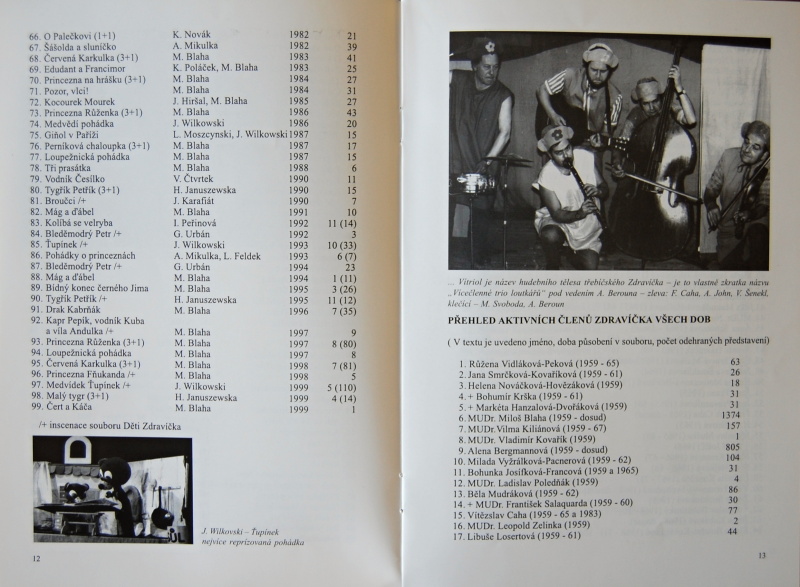 66. O Palečkovi (1+1) K. Novák 1982 21
67. Šášolda a sluníčko A. Mikulka 1982 39
68. Červená Karkulka (3+1) M. Blaha 1983 41
69. Edudant a Francimor K. Poláček, M. Blaha 1983 25
70. Princezna na hrášku (3+1) M. Blaha 1984 27
71. Pozor, vlci! M. Blaha 1984 31
72. Kocourek Mourek J. Hiršal, M. Blaha 1985 27
73. Princezna Růženka (3+1) M. Blaha 1986 43
74. Medvědí pohádka J. Wilkowski 1986 20
75. Giňol v Paříži L. Moszcynski, J. Wilkowski 1987 15
76. Perníková chaloupka (3+1) M. Blaha 1987 17
77. Loupežnická pohádka M. Blaha 1987 15
78. Tři prasátka M. Blaha 1988 6
79. Vodník Česílko V. Čtvrtek 1990 11
80. Tygřík Petřík (3+1) H. Januszewska 1990 15
81. Broučci /+ J. Karafiát 1990 7
82. Mág a ďábel M. Blaha 1991 10
83. Kolíbá se velryba I. Peřinová 1992 11 (14)
84. Bleděmodrý Petr /+ G. Urbán 1992 3
85. Ťupínek /+ J. Wilkowski 1993 10 (33)
86. Pohádky o princeznách A. Mikulka, L. Feldek 1993 6 (7)
87. Bleděmodrý Petr /+ G. Urbán 1994 23
88. Mág a ďábel M. Blaha 1994 1 (11)
89. Bídný konec černého Jima M. Blaha 1995 3 (26)
90. Tygřík Petřík /+ H. Januszewska 1995 11 (12)
91. Drak Kabrňák M. Blaha 1996 7 (35)
92. Kapr Pepík, vodník Kuba
a víla Andulka /+ M. Blaha 1997 9
93. Princezna Růženka (3+1) M. Blaha 1997 8 (80)
94. Loupežnická pohádka M. Blaha 1997 8
95. Červená Karkulka (3+1) M. Blaha 1998 7 (81)
96. Princezna Fňukanda /+ M. Blaha 1998 5
97. Medvídek Ťupínek /+ J. Wilkowski 1999 5 (110)
98. Malý tygr (3+1) H. Januszewska 1999 4 (14)
99. Čert a Káča M. Blaha 1999 1
/+ inscenace souboru Děti Zdravíčka
J. Wilkovski – Ťupínek
nejvíce reprízovaná pohádka
12
... Vitriol je název hudebního tělesa třebíčského Zdravíčka – je to vlastně zkratka názvu
„Vícečlenné trio loutkářů“ pod vedením A. Berouna – zleva: F. Caha, A. John, V. Šenekl,
klečící – M. Svoboda, A. Beroun
PŘEHLED AKTIVNÍCH ČLENŮ ZDRAVÍČKA VŠECH DOB
( V textu je uvedeno jméno, doba působení v souboru, počet odehraných představení)
1. Růžena Vidláková-Peková (1959 - 65) 63
2. Jana Smrčková-Kovaříková (1959 - 61) 26
3. Helena Nováčková-Hovězáková (1959) 18
4. + Bohumír Krška (1959 - 61) 31
5. + Markéta Hanzalová-Dvořáková (1959) 31
6. MUDr. Miloš Blaha (1959 - dosud) 1374
7. MUDr.Vilma Kiliánová (1959 - 67) 157
8. MUDr. Vladimír Kovařík (1959) 1
9. Alena Bergmannová (1959 - dosud) 805
10. Milada Vyžrálková-Pacnerová (1959 - 62) 104
11. Bohunka Josífková-Francová (1959 a 1965) 31
12. MUDr. Ladislav Poledňák (1959) 4
13. Běla Mudráková (1959 - 62) 86
14. + MUDr. František Salaquarda (1959 - 60) 30
15. Vítězslav Caha (1959 - 65 a 1983) 77
16. MUDr. Leopold Zelinka (1959) 2
17. Libuše Losertová (1959 - 61) 44
13